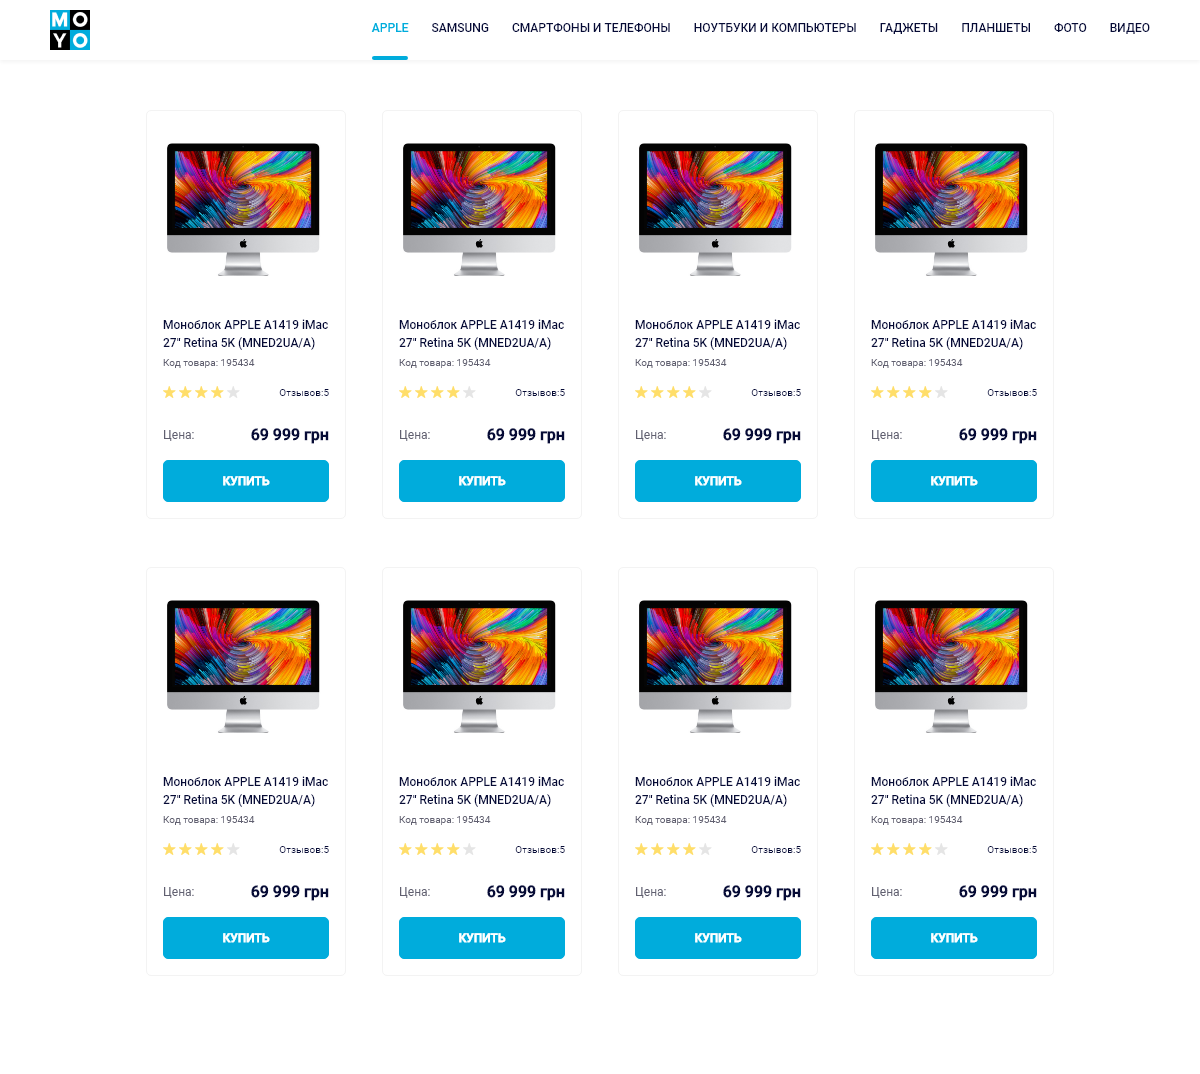 MO
YO
APPLE SAMSUNG СМАРТФОНЫ И ТЕЛЕФОНЫ НОУТБУКИ И КОМПЬЮТЕРЫ ГАДЖЕТЫ ПЛАНШЕТЫ ФОТО ВИДЕО
Моноблок APPLE A1419 iMac
27" Retina 5K (MNED2UA/A)
Код товара: 195434
Отзывов:5
Цена: 69 999 грн
КУПИТЬ
Моноблок APPLE A1419 iMac
27" Retina 5K (MNED2UA/A)
Код товара: 195434
Отзывов:5
Цена: 69 999 грн
КУПИТЬ
Моноблок APPLE A1419 iMac
27" Retina 5K (MNED2UA/A)
Код товара: 195434
Отзывов:5
Цена: 69 999 грн
КУПИТЬ
Моноблок APPLE A1419 iMac
27" Retina 5K (MNED2UA/A)
Код товара: 195434
Отзывов:5
Цена: 69 999 грн
КУПИТЬ
Моноблок APPLE A1419 iMac
27" Retina 5K (MNED2UA/A)
Код товара: 195434
Отзывов:5
Цена: 69 999 грн
КУПИТЬ
Моноблок APPLE A1419 iMac
27" Retina 5K (MNED2UA/A)
Код товара: 195434
Отзывов:5
Цена: 69 999 грн
КУПИТЬ
Моноблок APPLE A1419 iMac
27" Retina 5K (MNED2UA/A)
Код товара: 195434
Отзывов:5
Цена: 69 999 грн
КУПИТЬ
Моноблок APPLE A1419 iMac
27" Retina 5K (MNED2UA/A)
Код товара: 195434
Отзывов:5
Цена: 69 999 грн
КУПИТЬ